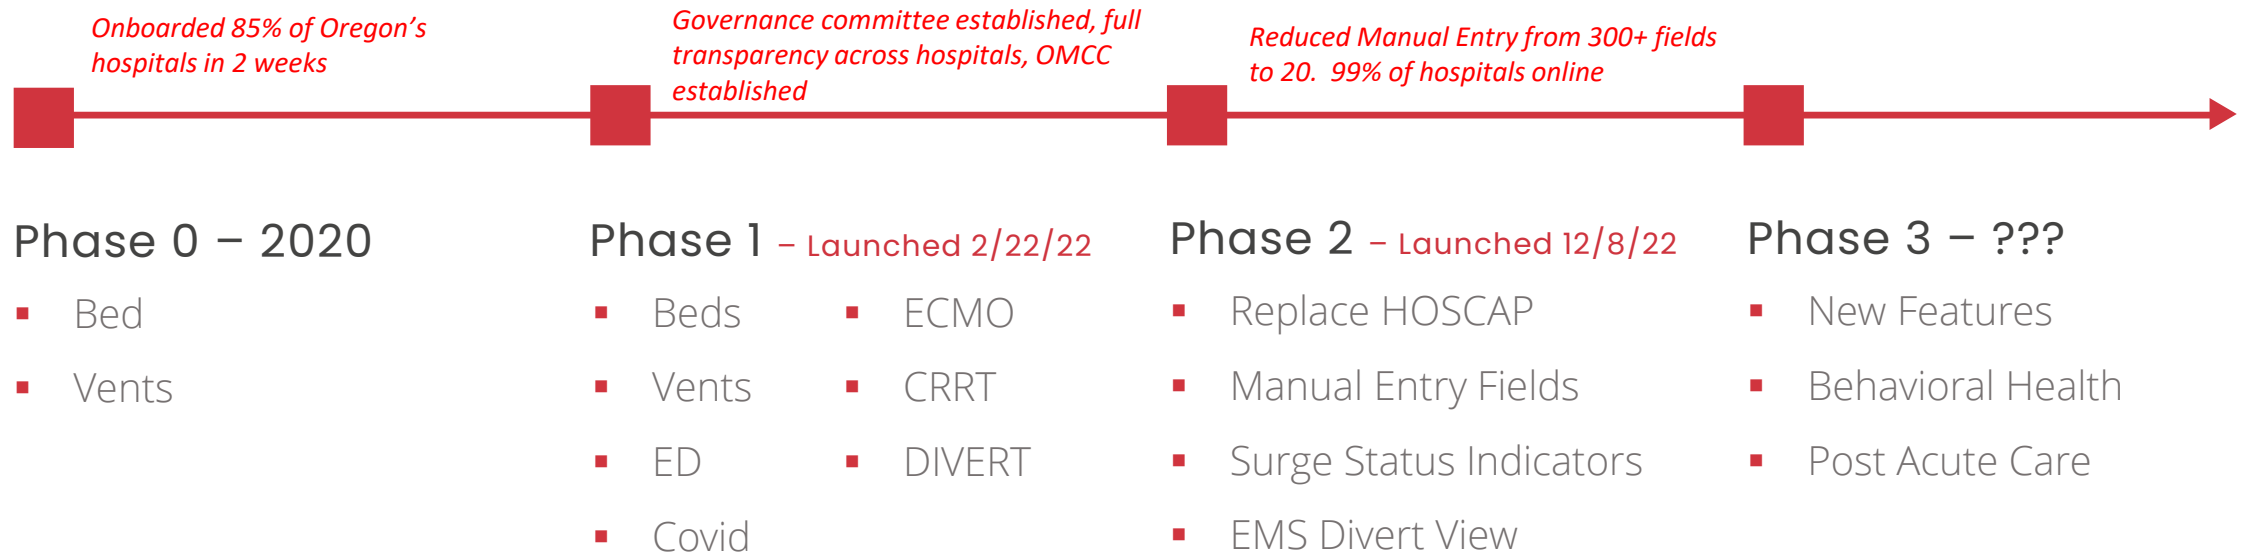 Onboarded 85% of Oregon's
hospitals in 2 weeks
Governance committee established, full
transparency across hospitals, OMCC
established
Reduced Manual Entry from 300+ fields
to 20.  99% of hospitals online
Phase 0 – 2020
▪ Bed
▪ Vents
Phase 1 – Launched 2/22/22
▪ Beds
▪ Vents
▪ ED
▪ Covid
▪ ECMO
▪ CRRT
▪ DIVERT
Phase 2 – Launched 12/8/22
▪ Replace HOSCAP
▪ Manual Entry Fields
▪ Surge Status Indicators
▪ EMS Divert View
Phase 3 – ???
▪ New Features
▪ Behavioral Health
▪ Post Acute Care